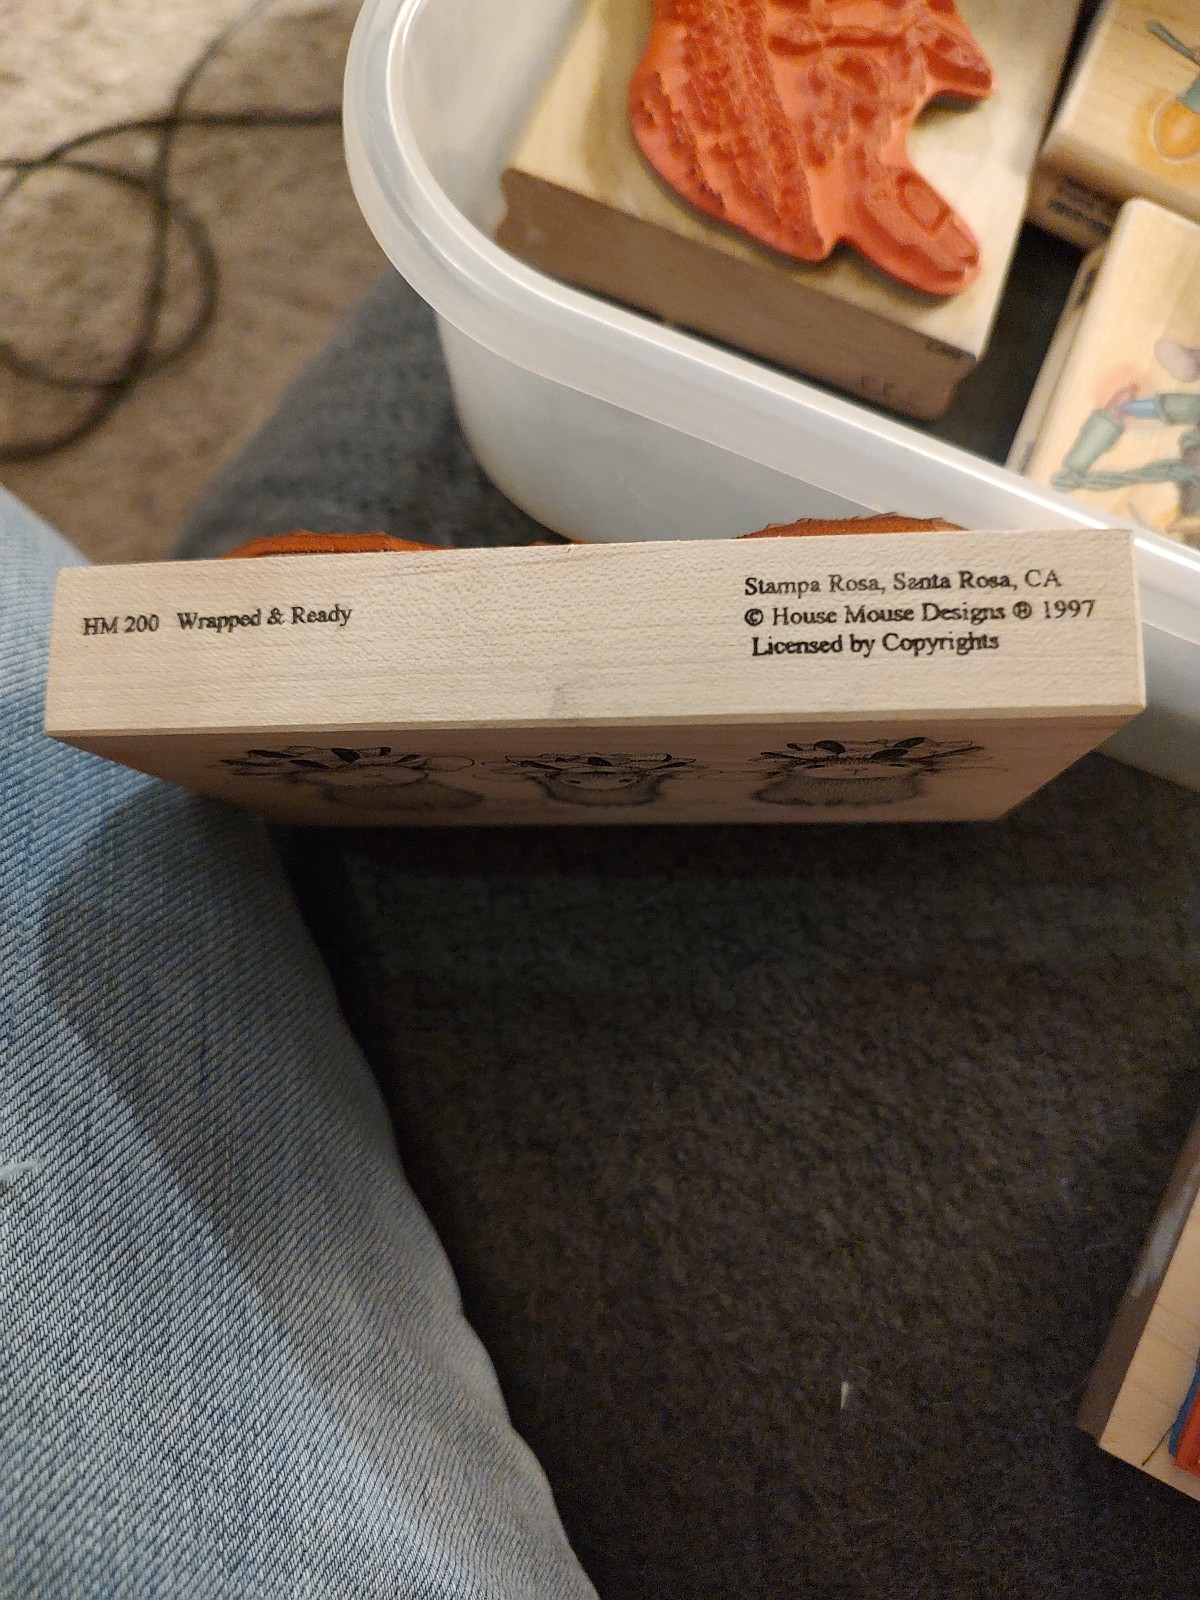 HM 200 Wrapped & Ready
Stampa Rosa, Santa Rosa, CA
© House Mouse Designs ® 1997
Licensed by Copyrights